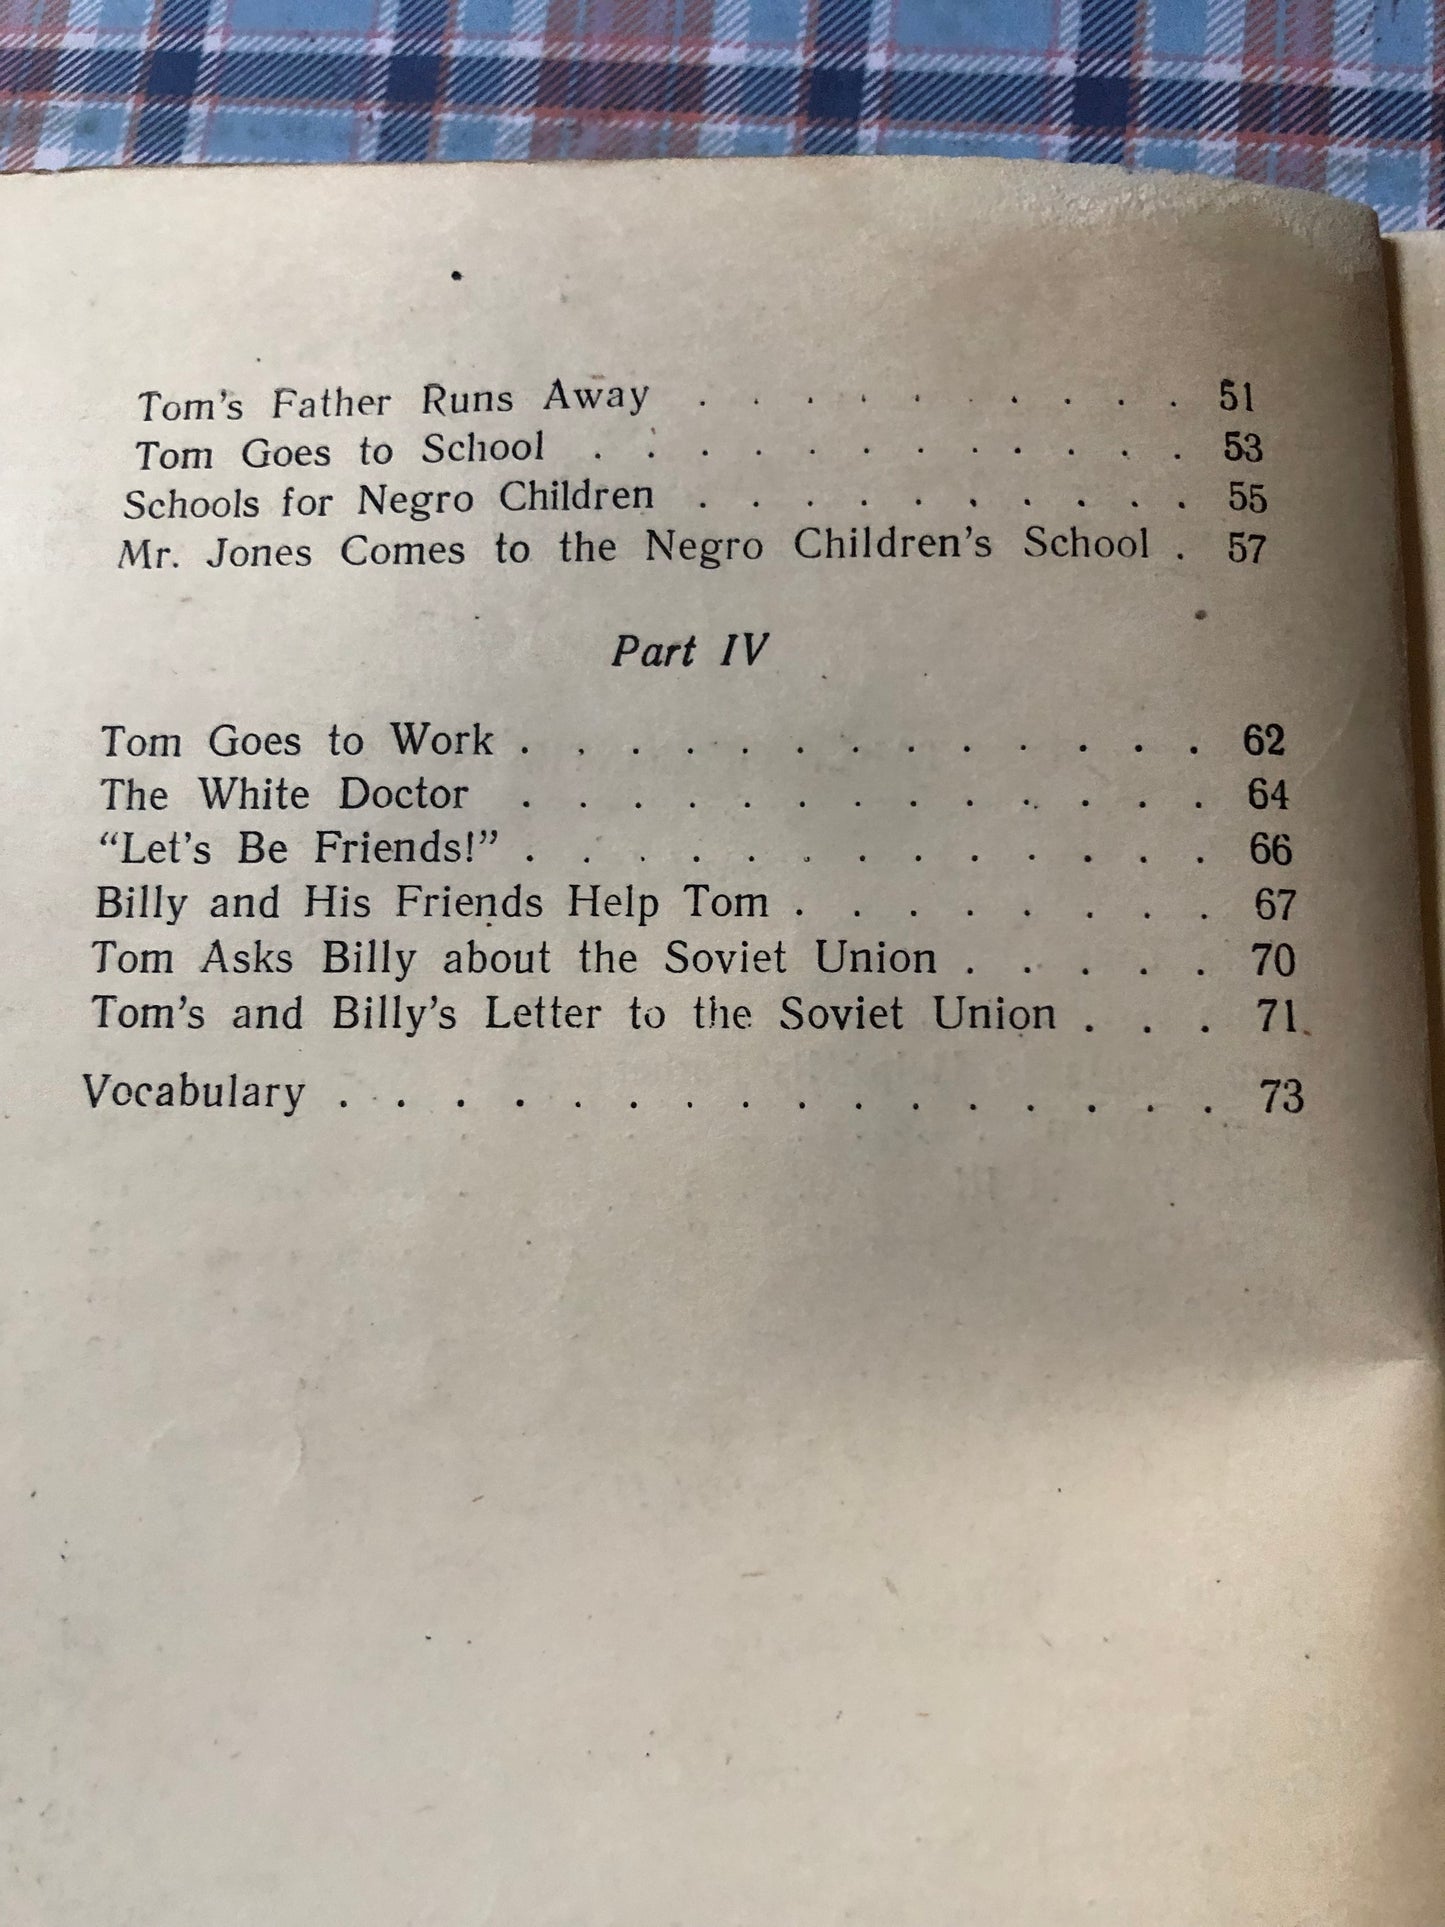 Tom's Father Runs Away . . . . . . . . . . 51
Tom Goes to School . . . . . . . . . . . . 53
Schools for Negro Children . . . . . . . . . . 55
Mr. Jones Comes to the Negro Children's School . 57
Part IV
Tom Goes to Work . . . . . . . . . . . . . 62
The White Doctor . . . . . . . . . . . . . 64
“Let's Be Friends!” . . . . . . . . . . . . . 66
Billy and His Friends Help Tom . . . . . . . . 67
Tom Asks Billy about the Soviet Union . . . . . 70
Tom's and Billy's Letter to the Soviet Union . . . 71
Vocabulary . . . . . . . . . . . . . . . . 73